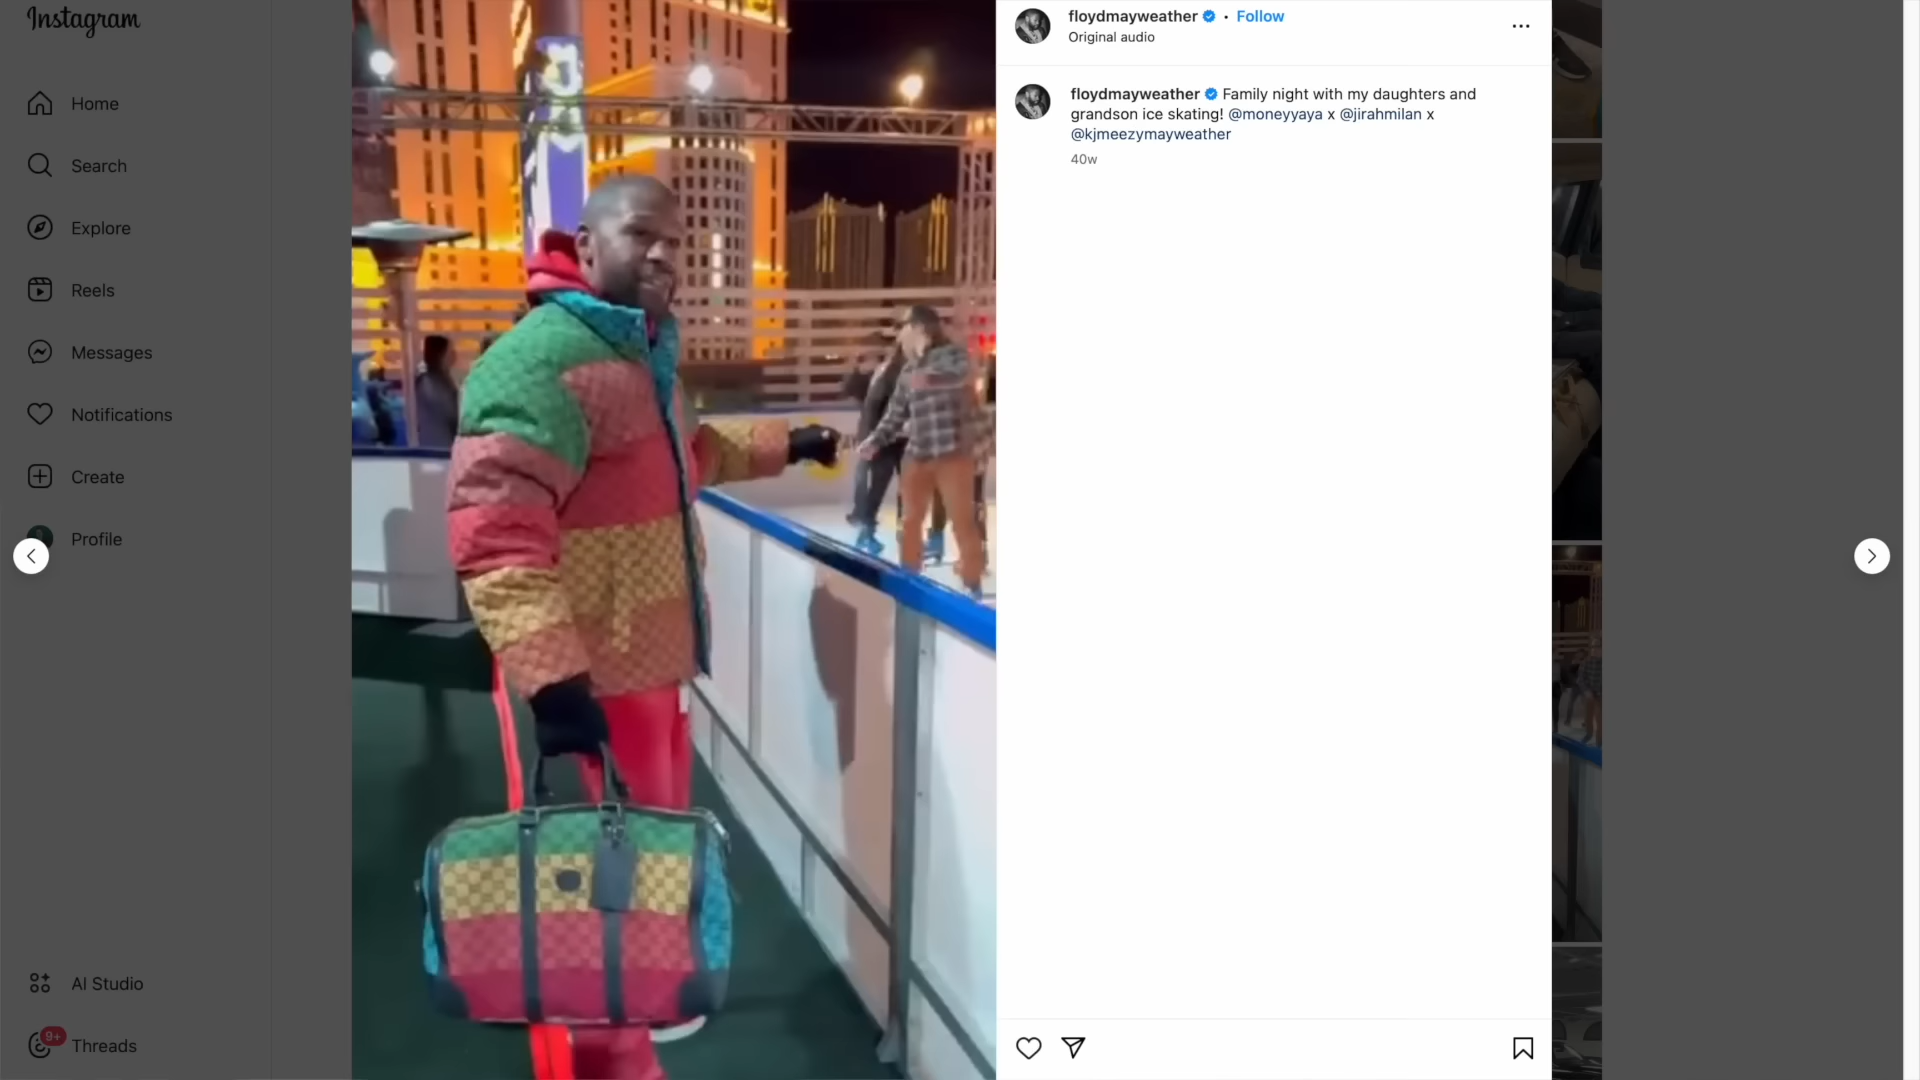 Instagram
Home
Search
Explore
Reels
Messages
Notifications
Create
Profile
AI Studio
9+
Threads
floydmayweather • Follow
Original audio
floydmayweather Family night with my daughters and
grandson ice skating! @moneyyaya x @jirahmilan x
@kjmeezymayweather
40w